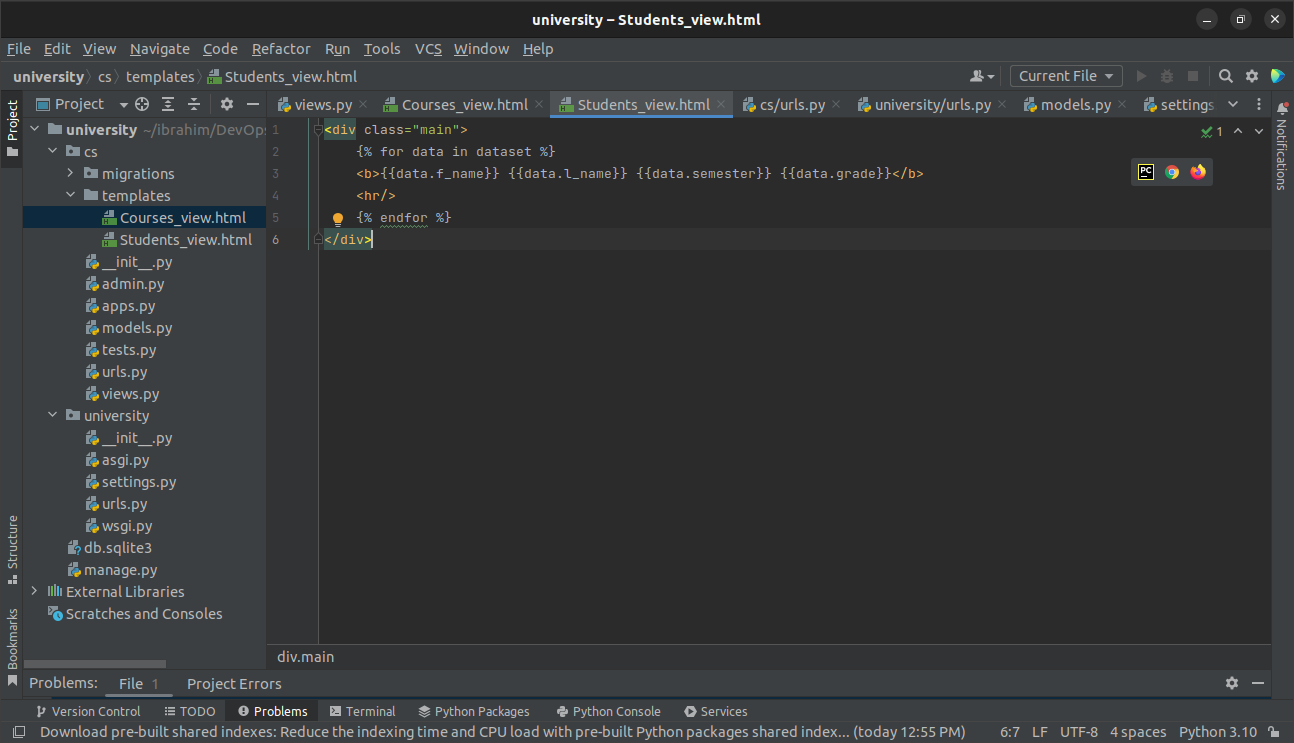 university – Students_view.html
File Edit View Navigate Code Refactor Run Tools VCS Window Help
university cs templates Students_view.html
Current File
Project
Project
views.py
Courses_view.html
Students_view.html
cs/urls.py
university/urls.py
models.py
settings
university ~/ibrahim/DevOps
cs
migrations
templates
Courses_view.html
Students_view.html
__init__.py
admin.py
apps.py
models.py
tests.py
urls.py
views.py
university
__init__.py
asgi.py
settings.py
urls.py
wsgi.py
db.sqlite3
manage.py
External Libraries
Scratches and Consoles
Structure
Bookmarks
1 <div class="main">
2 {% for data in dataset %}
3 <b>{{data.f_name}} {{data.l_name}} {{data.semester}} {{data.grade}}</b>
4 <hr/>
5 {% endfor %}
6 </div>
1
PC
Notifications
div.main
Problems: File 1 Project Errors
Version Control TODO Problems Terminal Python Packages Python Console Services
Download pre-built shared indexes: Reduce the indexing time and CPU load with pre-built Python packages shared index... (today 12:55 PM) 6:7 LF UTF-8 4 spaces Python 3.10